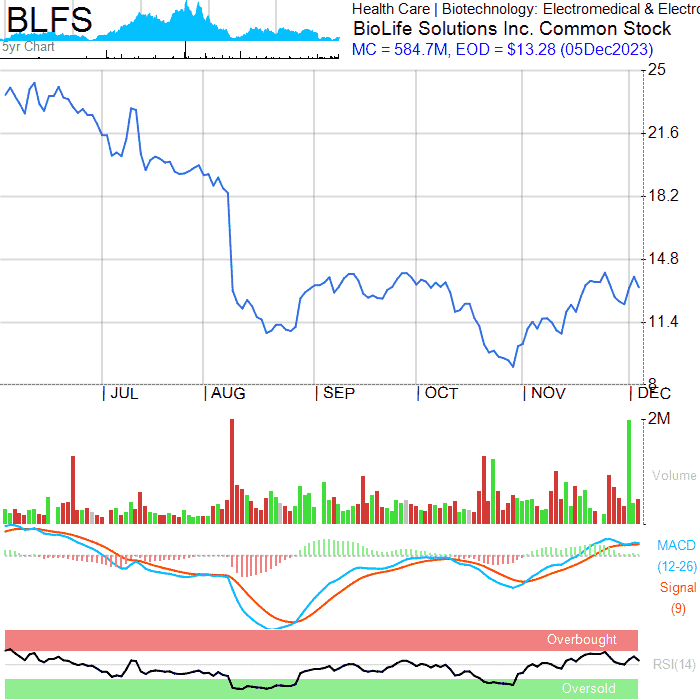 BLFS
5yr Chart
Health Care | Biotechnology: Electromedical & Electro
BioLife Solutions Inc. Common Stock
MC = 584.7M, EOD = $13.28 (05Dec2023)
25
21.6
18.2
14.8
11.4
8
| JUL | AUG | SEP | OCT | NOV | DEC
2M
Volume
MACD
(12-26)
Signal
(9)
Overbought
RSI(14)
Oversold